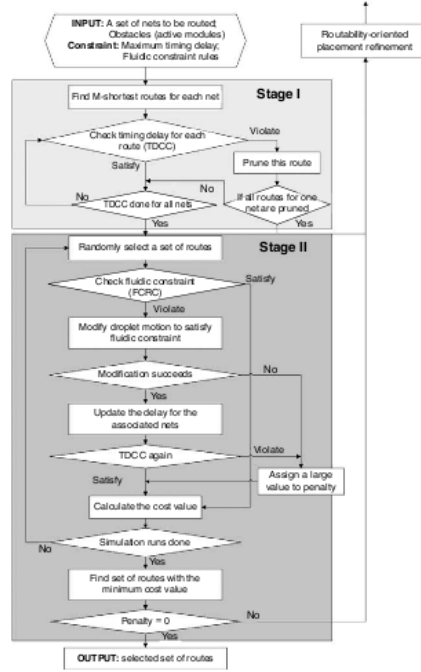 INPUT: A set of nets to be routed;
Obstacles (active modules)
Constraint: Maximum timing delay;
Fluidic constraint rules
Routability-oriented
placement refinement
Find M-shortest routes for each net
Stage I
Check timing delay for each
route (TDCC)
Violate
Prune this route
Satisfy
No
No
TDCC done for all nets
If all routes for one
net are pruned
Yes
Yes
Randomly select a set of routes
Stage II
Check fluidic constraint
(FCRC)
Satisfy
Violate
Modify droplet motion to satisfy
fluidic constraint
Modification succeeds
No
Yes
Update the delay for the
associated nets
TDCC again
Violate
Satisfy
Assign a large
value to penalty
Calculate the cost value
Simulation runs done
No
Yes
Find set of routes with the
minimum cost value
Penalty = 0
No
Yes
OUTPUT: selected set of routes